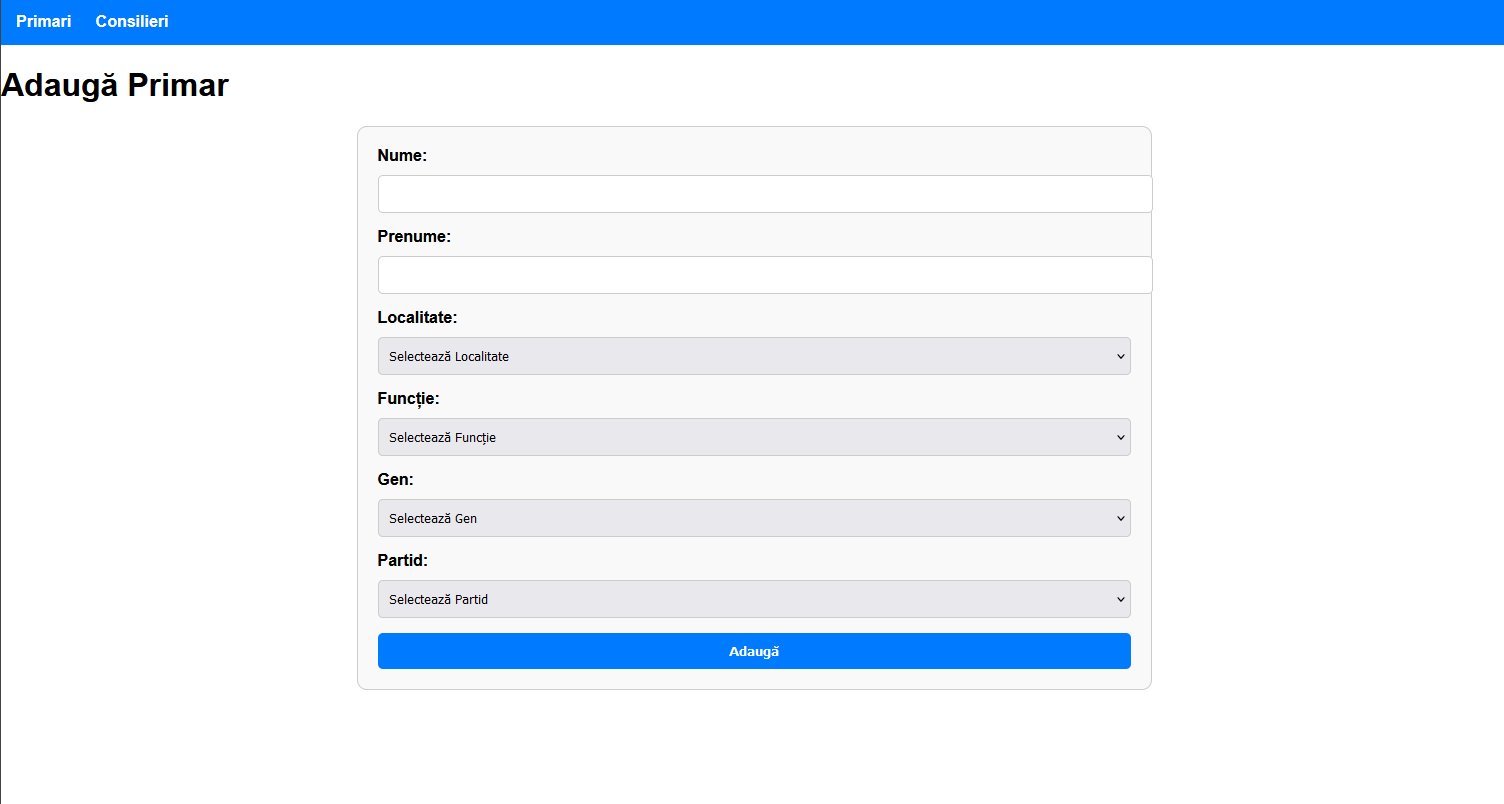 Primari Consilieri
Adaugă Primar
Nume:
Prenume:
Localitate:
Selectează Localitate
Funcție:
Selectează Funcție
Gen:
Selectează Gen
Partid:
Selectează Partid
Adaugă